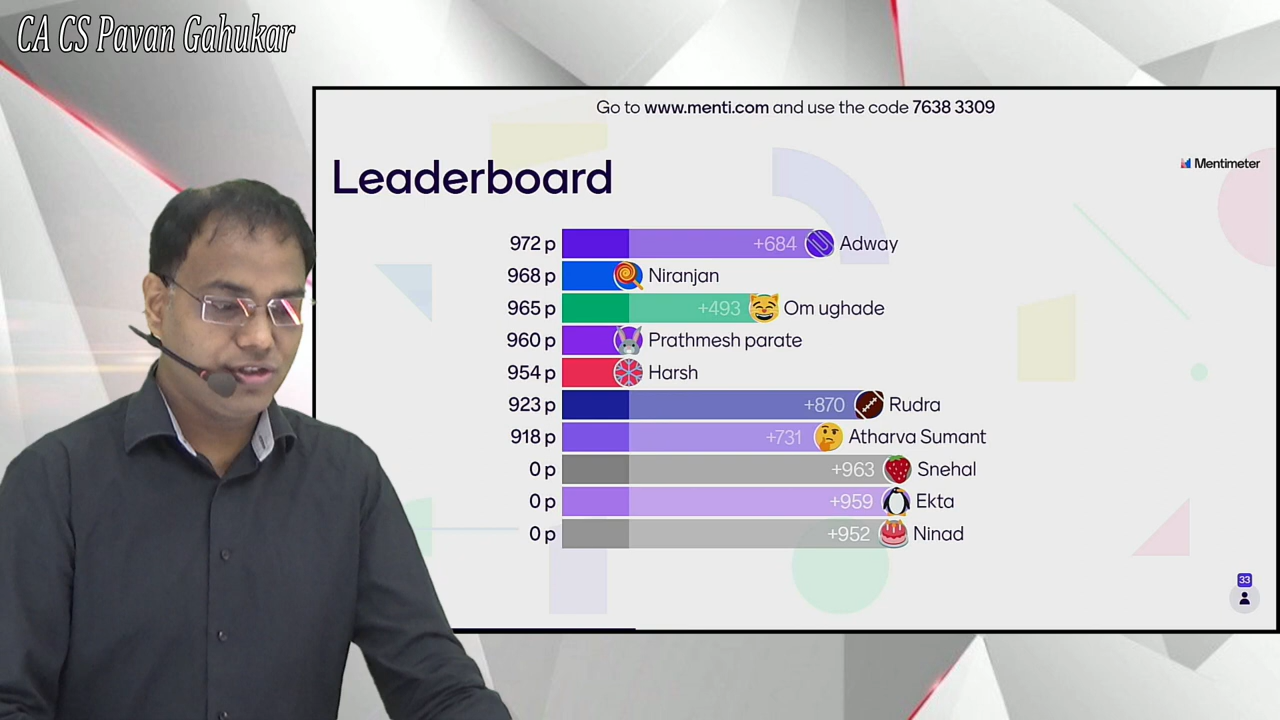 CA CS Pavan Gahukar
Go to www.menti.com and use the code 7638 3309
Mentimeter
Leaderboard
972 p +684 Adway
968 p Niranjan
965 p +493 Om ughade
960 p Prathmesh parate
954 p Harsh
923 p +870 Rudra
918 p +731 Atharva Sumant
0 p +963 Snehal
0 p +959 Ekta
0 p +952 Ninad
33